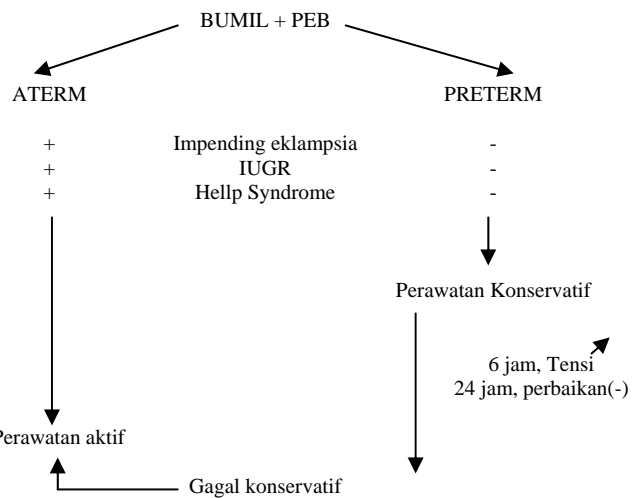 BUMIL + PEB
ATERM PRETERM
+ Impending eklampsia -
+ IUGR -
+ Hellp Syndrome -
Perawatan Konservatif
6 jam, Tensi
24 jam, perbaikan(-)
Perawatan aktif
Gagal konservatif